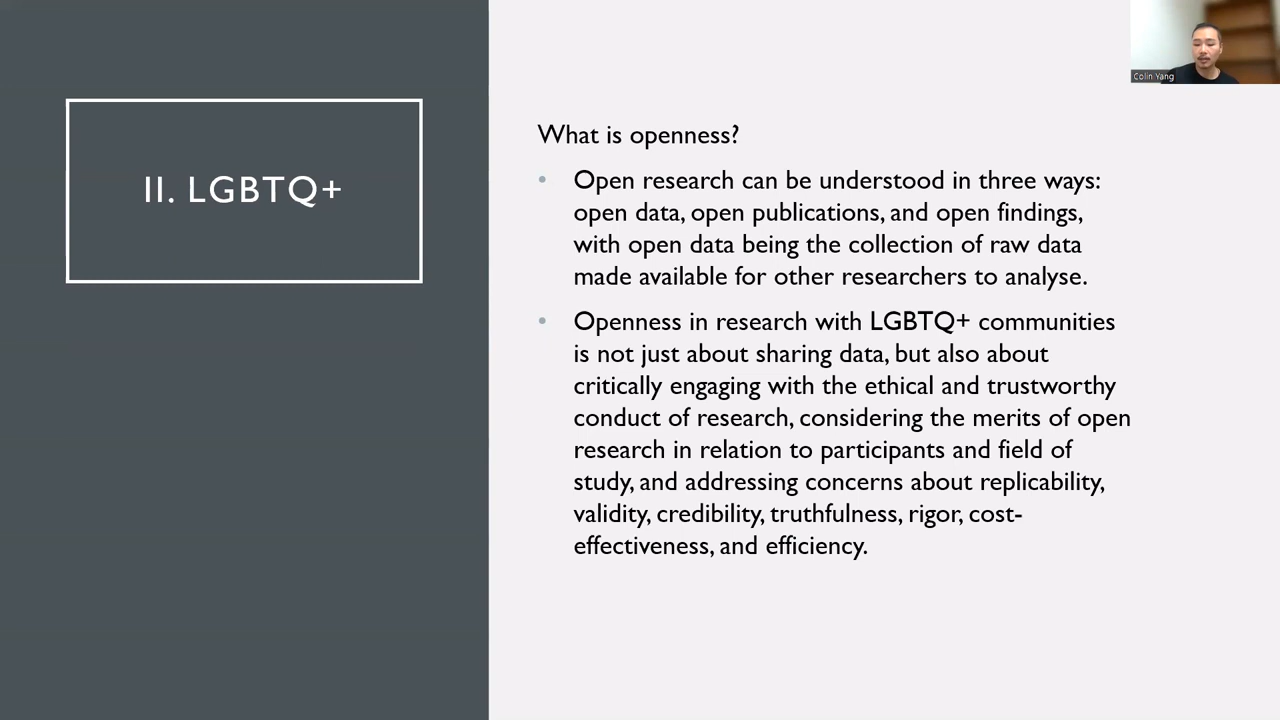 Colin Yang
II. LGBTQ+
What is openness?
• Open research can be understood in three ways:
open data, open publications, and open findings,
with open data being the collection of raw data
made available for other researchers to analyse.
• Openness in research with LGBTQ+ communities
is not just about sharing data, but also about
critically engaging with the ethical and trustworthy
conduct of research, considering the merits of open
research in relation to participants and field of
study, and addressing concerns about replicability,
validity, credibility, truthfulness, rigor, cost-
effectiveness, and efficiency.